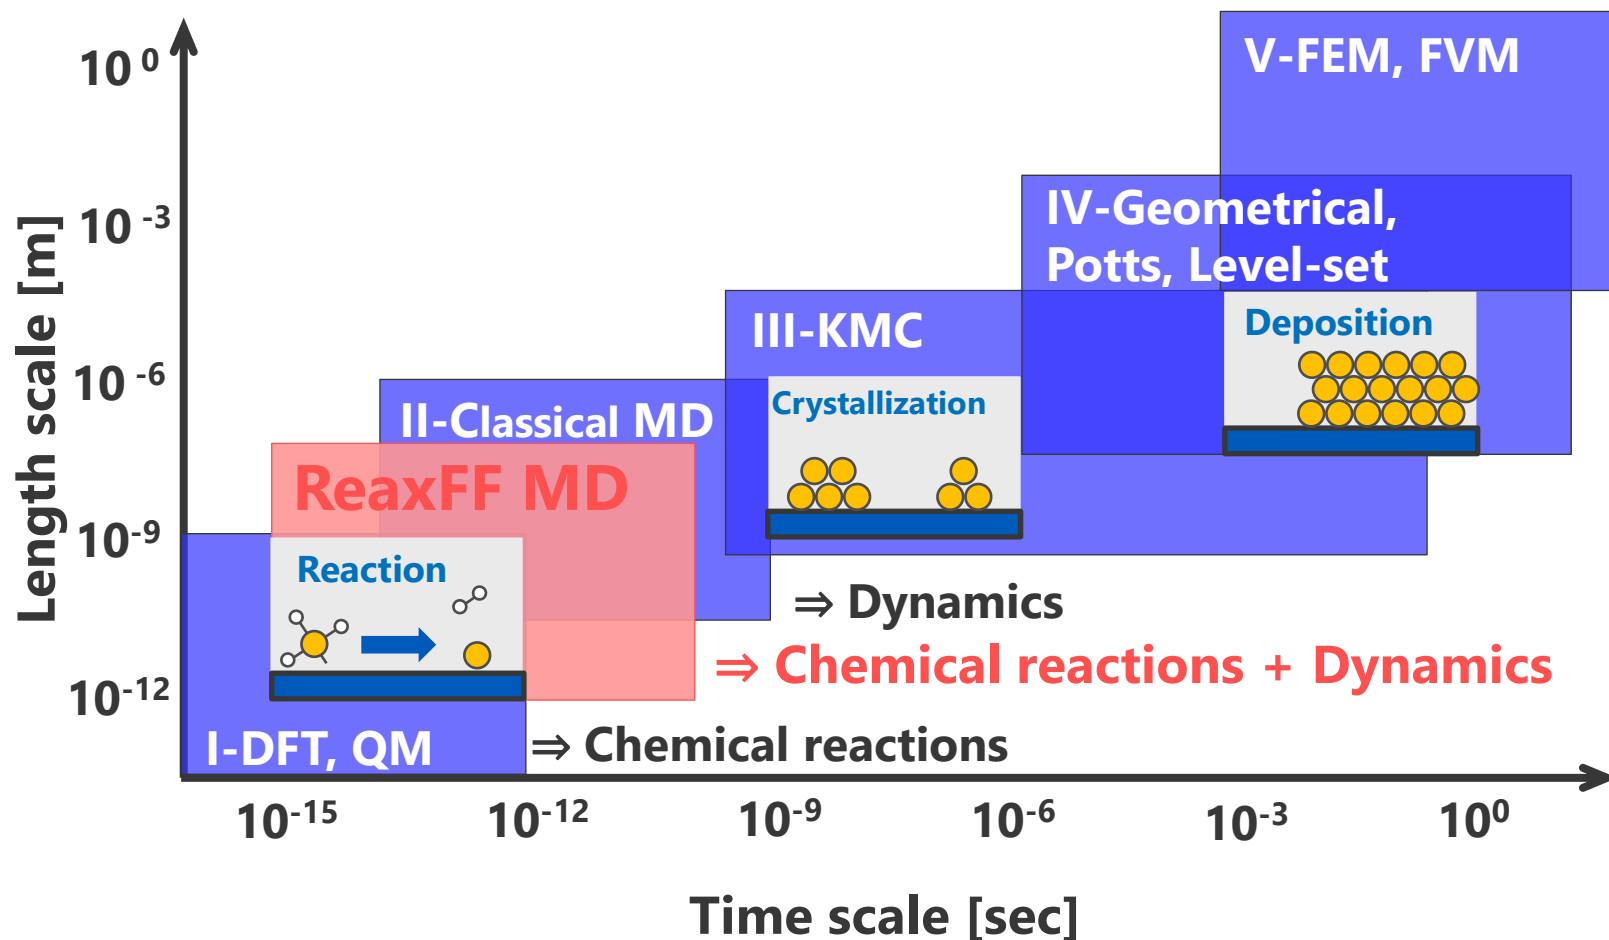 10⁰
V-FEM, FVM
10⁻³
IV-Geometrical,
Potts, Level-set
III-KMC
Deposition
10⁻⁶
II-Classical MD
Crystallization
ReaxFF MD
10⁻⁹
Reaction
⇒ Dynamics
⇒ Chemical reactions + Dynamics
10⁻¹²
I-DFT, QM
⇒ Chemical reactions
Length scale [m]
10⁻¹⁵ 10⁻¹² 10⁻⁹ 10⁻⁶ 10⁻³ 10⁰
Time scale [sec]